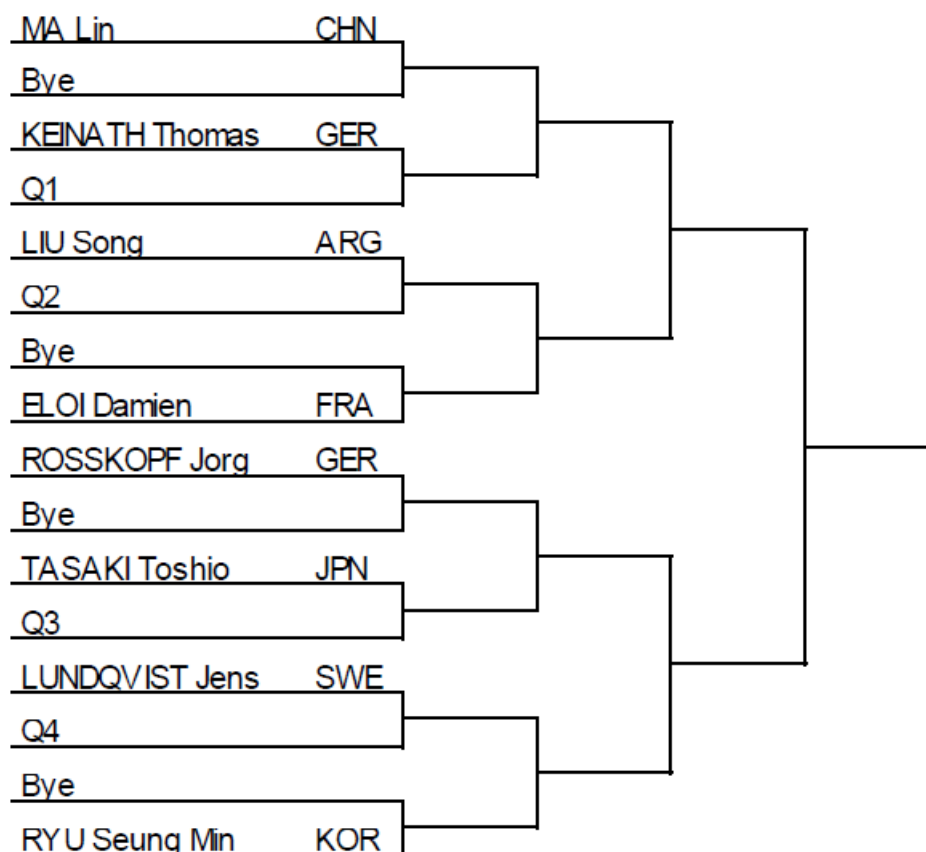 MA Lin CHN
Bye
KEINATH Thomas GER
Q1
LIU Song ARG
Q2
Bye
ELOI Damien FRA
ROSSKOPF Jorg GER
Bye
TASAKI Toshio JPN
Q3
LUNDQVIST Jens SWE
Q4
Bye
RYU Seung Min KOR